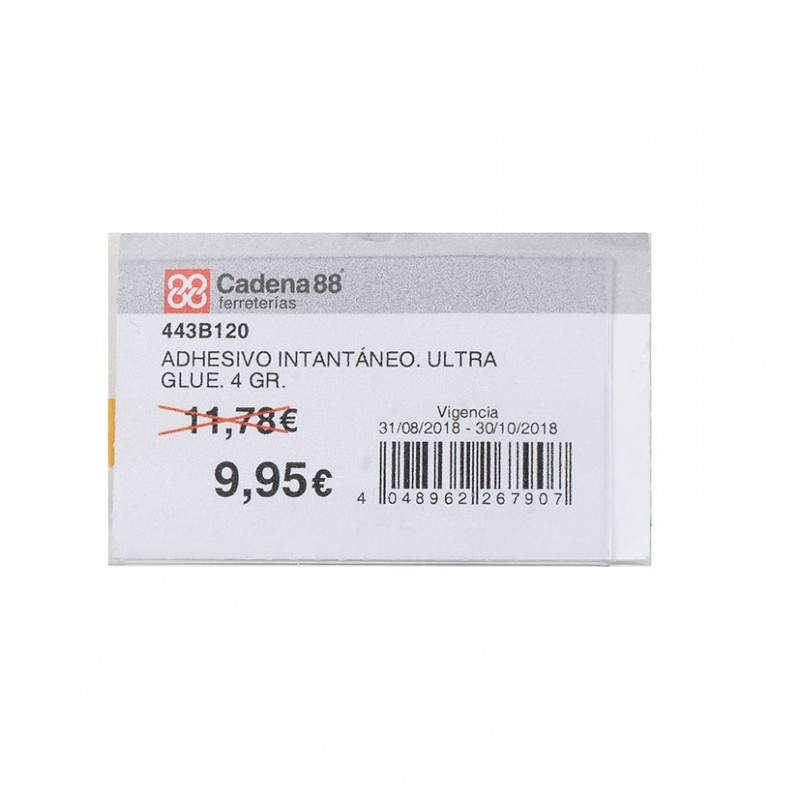 88 Cadena88®
ferreterías
443B120
ADHESIVO INTANTÁNEO. ULTRA
GLUE. 4 GR.
11,78€
9,95€
Vigencia
31/08/2018 - 30/10/2018
4 048962 267907